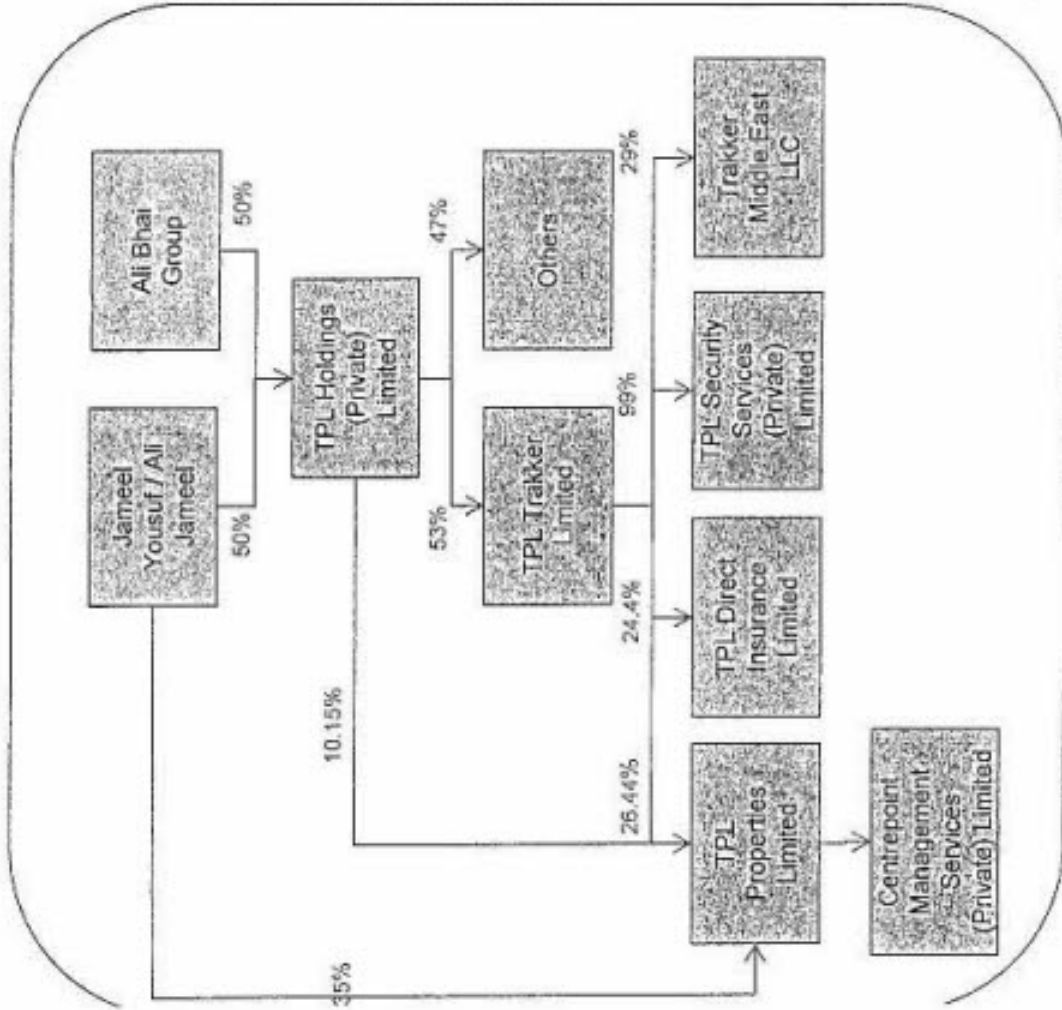 Jameel
Yousuf / Ali
Jameel
Ali Bhai
Group
50%
50%
TPL Holdings
(Private)
Limited
10.15%
53%
47%
TPL Trakker
Limited
Others
35%
26.44%
24.4%
99%
29%
TPL
Properties
Limited
TPL Direct
Insurance
Limited
TPL Security
Services
(Private)
Limited
Trakker
Middle East
LLC
Centrepoint
Management
Services
(Private) Limited